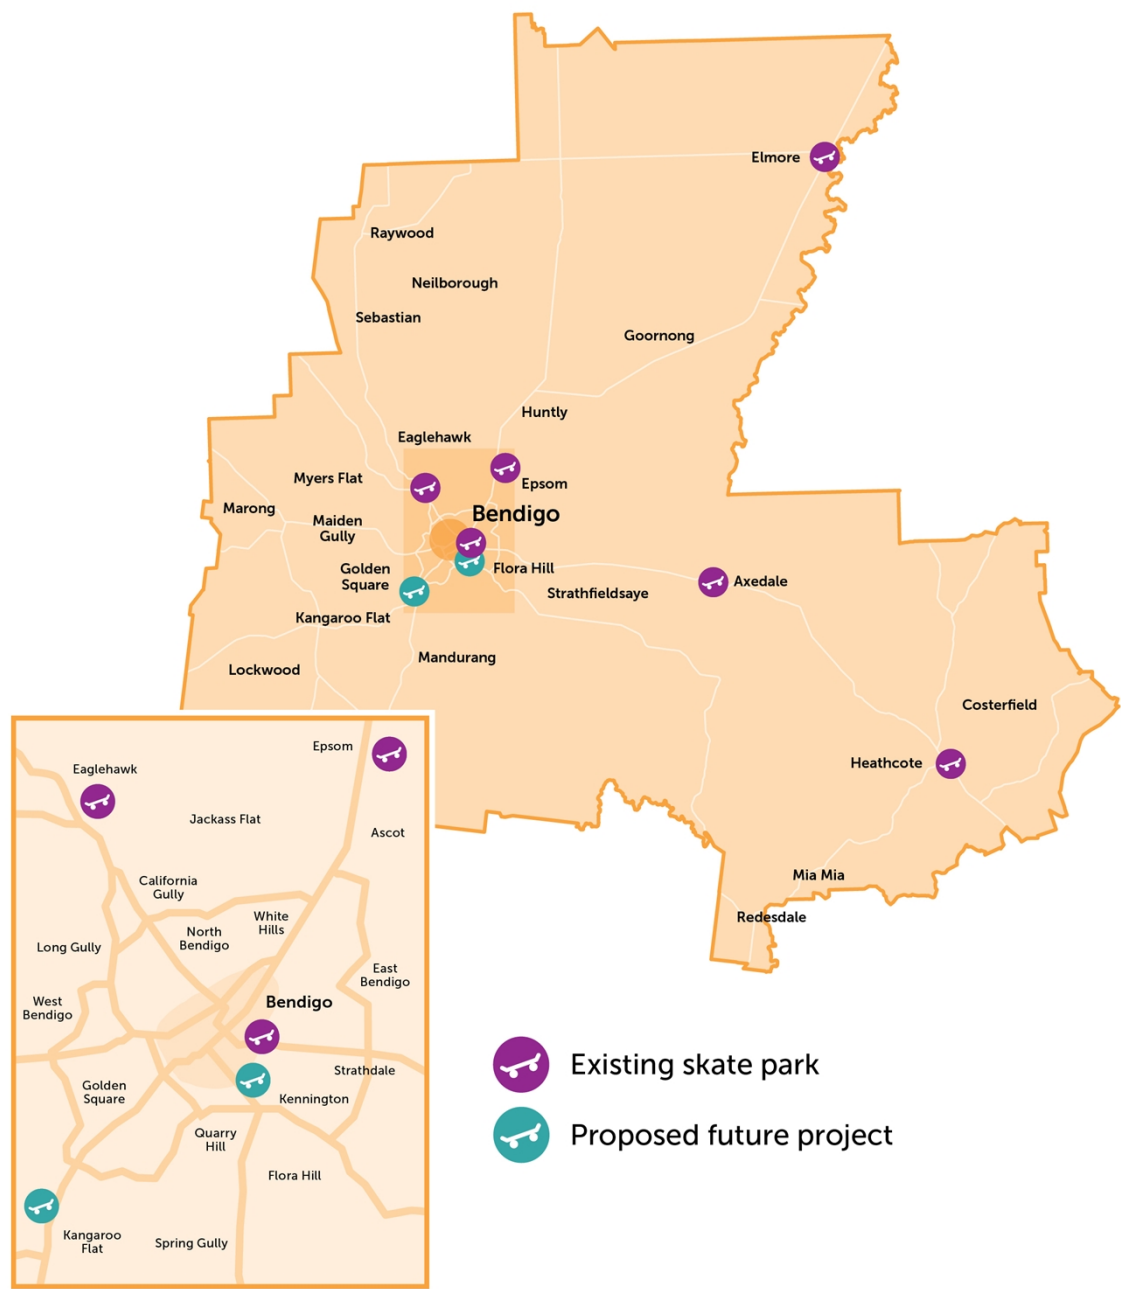 Elmore
Raywood
Neilborough
Sebastian
Goornong
Huntly
Eaglehawk
Myers Flat
Epsom
Marong
Bendigo
Maiden
Gully
Golden
Square
Flora Hill
Axedale
Strathfieldsaye
Kangaroo Flat
Mandurang
Lockwood
Costerfield
Heathcote
Mia Mia
Redesdale
Epsom
Eaglehawk
Jackass Flat
Ascot
California
Gully
White
Hills
North
Bendigo
Long Gully
East
Bendigo
West
Bendigo
Bendigo
Strathdale
Golden
Square
Kennington
Quarry
Hill
Flora Hill
Kangaroo
Flat
Spring Gully
Existing skate park
Proposed future project